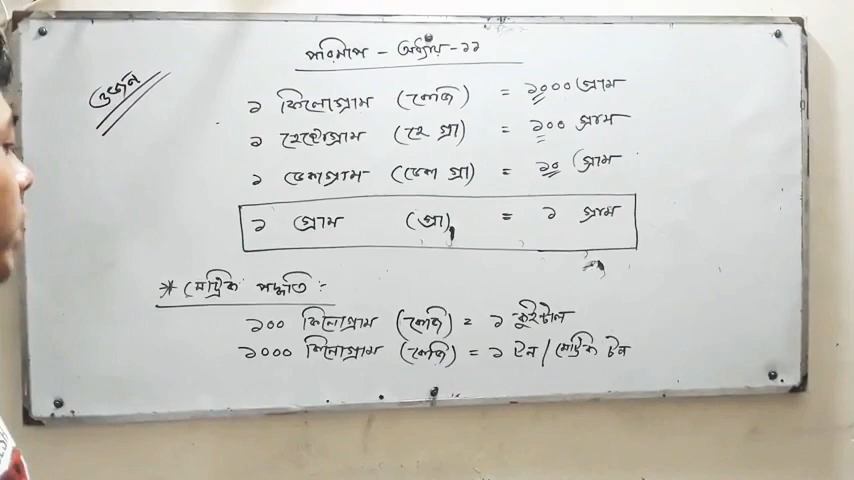 পরিমাপ - অধ্যায় - ১১
ওজন
১ কিলোগ্রাম (কেজি) = ১০০০ গ্রাম
১ হেক্টোগ্রাম (হে গ্রা) = ১০০ গ্রাম
১ ডেকাগ্রাম (ডেকা গ্রা) = ১০ গ্রাম
১ গ্রাম (গ্রা) = ১ গ্রাম
* মেট্রিক পদ্ধতি :-
১০০ কিলোগ্রাম (কেজি) = ১ কুইন্টাল
১০০০ কিলোগ্রাম (কেজি) = ১ টন / মেট্রিক টন